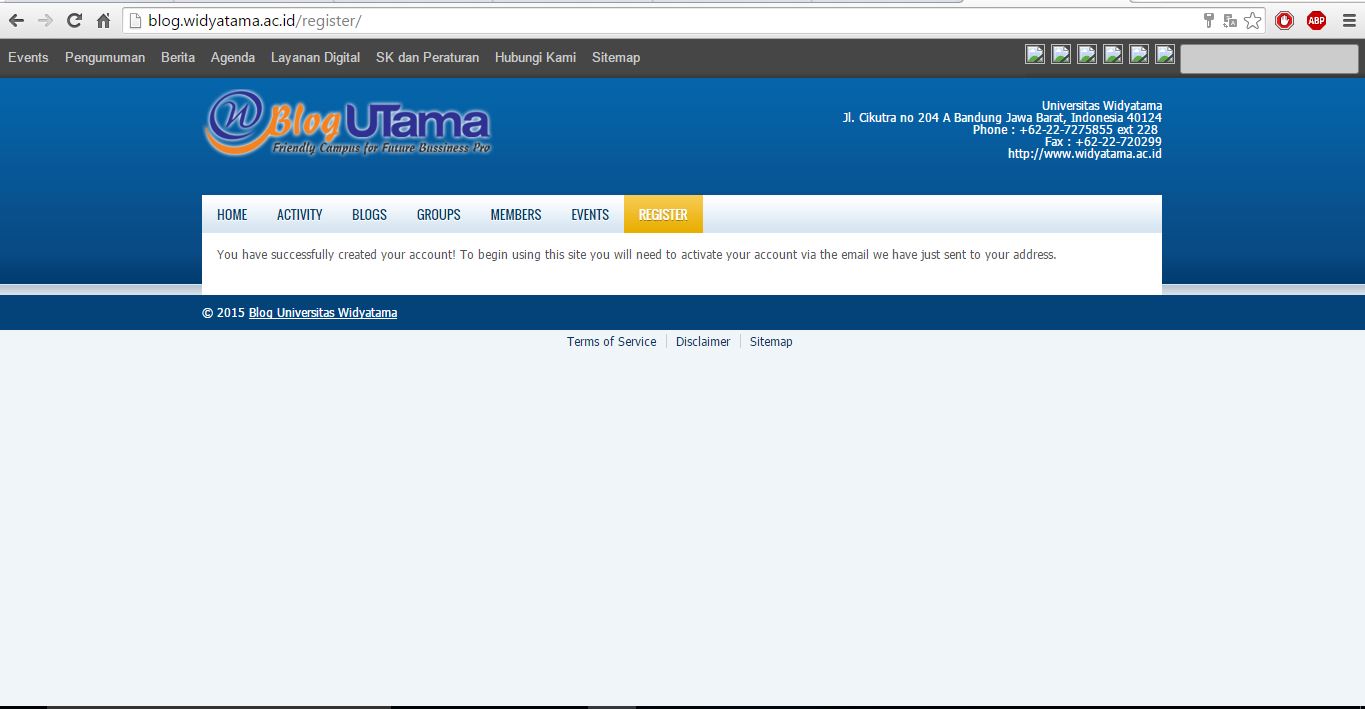 blog.widyatama.ac.id/register/
ABP
Events Pengumuman Berita Agenda Layanan Digital SK dan Peraturan Hubungi Kami Sitemap
Blog UTama
Friendly Campus for Future Bussiness Pro
Universitas Widyatama
Jl. Cikutra no 204 A Bandung Jawa Barat, Indonesia 40124
Phone : +62-22-7275855 ext 228
Fax : +62-22-720299
http://www.widyatama.ac.id
HOME ACTIVITY BLOGS GROUPS MEMBERS EVENTS REGISTER
You have successfully created your account! To begin using this site you will need to activate your account via the email we have just sent to your address.
© 2015 Blog Universitas Widyatama
Terms of Service Disclaimer Sitemap